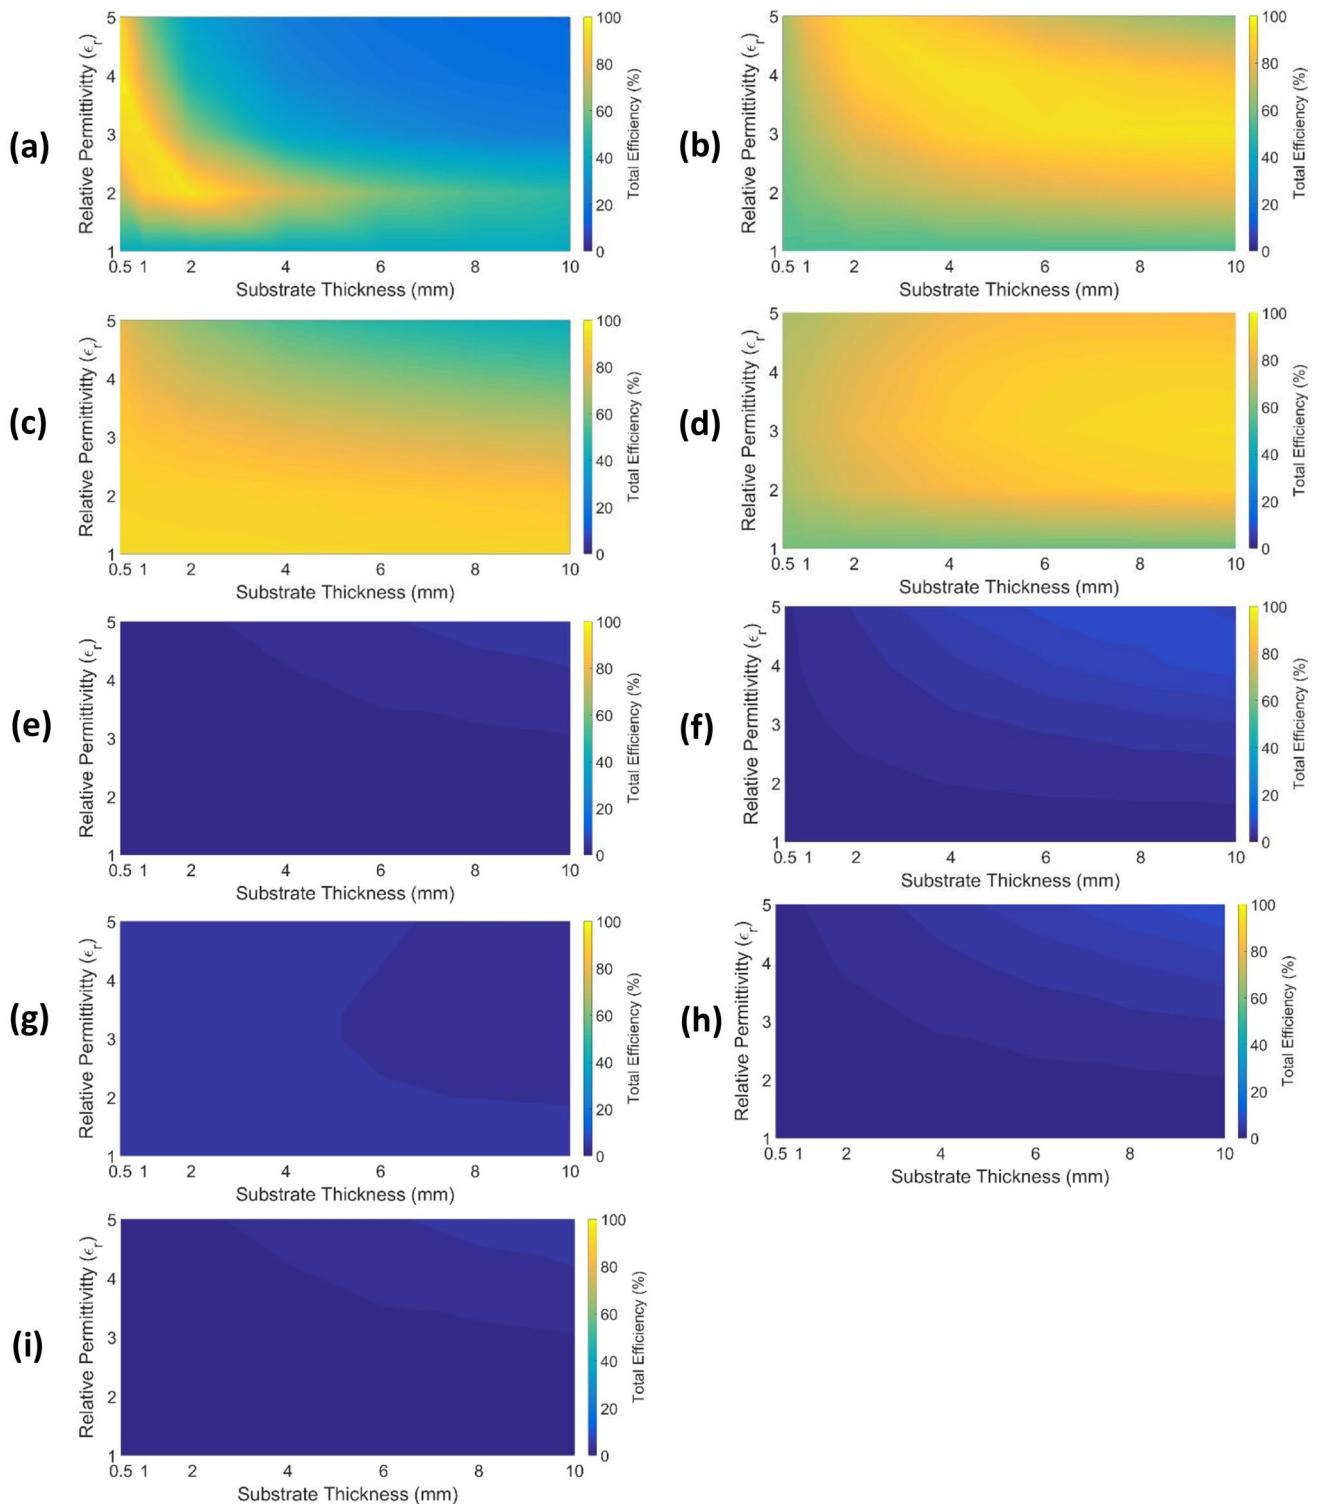 (a)
Relative Permittivitty (ϵr)
5
4
3
2
1
0.5 1 2 4 6 8 10
Substrate Thickness (mm)
100
80
60
40
20
0
Total Efficiency (%)
(b)
Relative Permittivity (ϵr)
5
4
3
2
1
0.5 1 2 4 6 8 10
Substrate Thickness (mm)
100
80
60
40
20
0
Total Efficiency (%)
(c)
Relative Permittivitty (ϵr)
5
4
3
2
1
0.5 1 2 4 6 8 10
Substrate Thickness (mm)
100
80
60
40
20
0
Total Efficiency (%)
(d)
Relative Permittivity (ϵr)
5
4
3
2
1
0.5 1 2 4 6 8 10
Substrate Thickness (mm)
100
80
60
40
20
0
Total Efficiency (%)
(e)
Relative Permittivitty (ϵr)
5
4
3
2
1
0.5 1 2 4 6 8 10
Substrate Thickness (mm)
100
80
60
40
20
0
Total Efficiency (%)
(f)
Relative Permittivity (ϵr)
5
4
3
2
1
0.5 1 2 4 6 8 10
Substrate Thickness (mm)
100
80
60
40
20
0
Total Efficiency (%)
(g)
Relative Permittivitty (ϵr)
5
4
3
2
1
0.5 1 2 4 6 8 10
Substrate Thickness (mm)
100
80
60
40
20
0
Total Efficiency (%)
(h)
Relative Permittivity (ϵr)
5
4
3
2
1
0.5 1 2 4 6 8 10
Substrate Thickness (mm)
100
80
60
40
20
0
Total Efficiency (%)
(i)
Relative Permittivitty (ϵr)
5
4
3
2
1
0.5 1 2 4 6 8 10
Substrate Thickness (mm)
100
80
60
40
20
0
Total Efficiency (%)